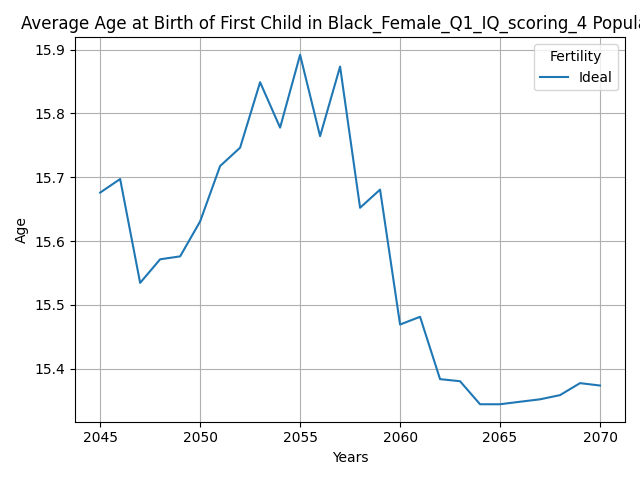 Average Age at Birth of First Child in Black_Female_Q1_IQ_scoring_4
Fertility
Ideal
Age
15.9
15.8
15.7
15.6
15.5
15.4
2045 2050 2055 2060 2065 2070
Years